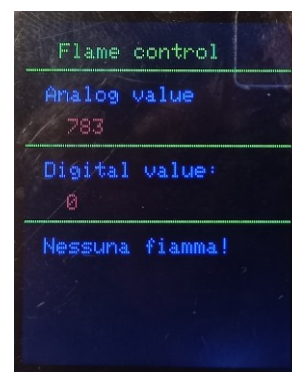 Flame control
Analog value
783
Digital value:
0
Nessuna fiamma!